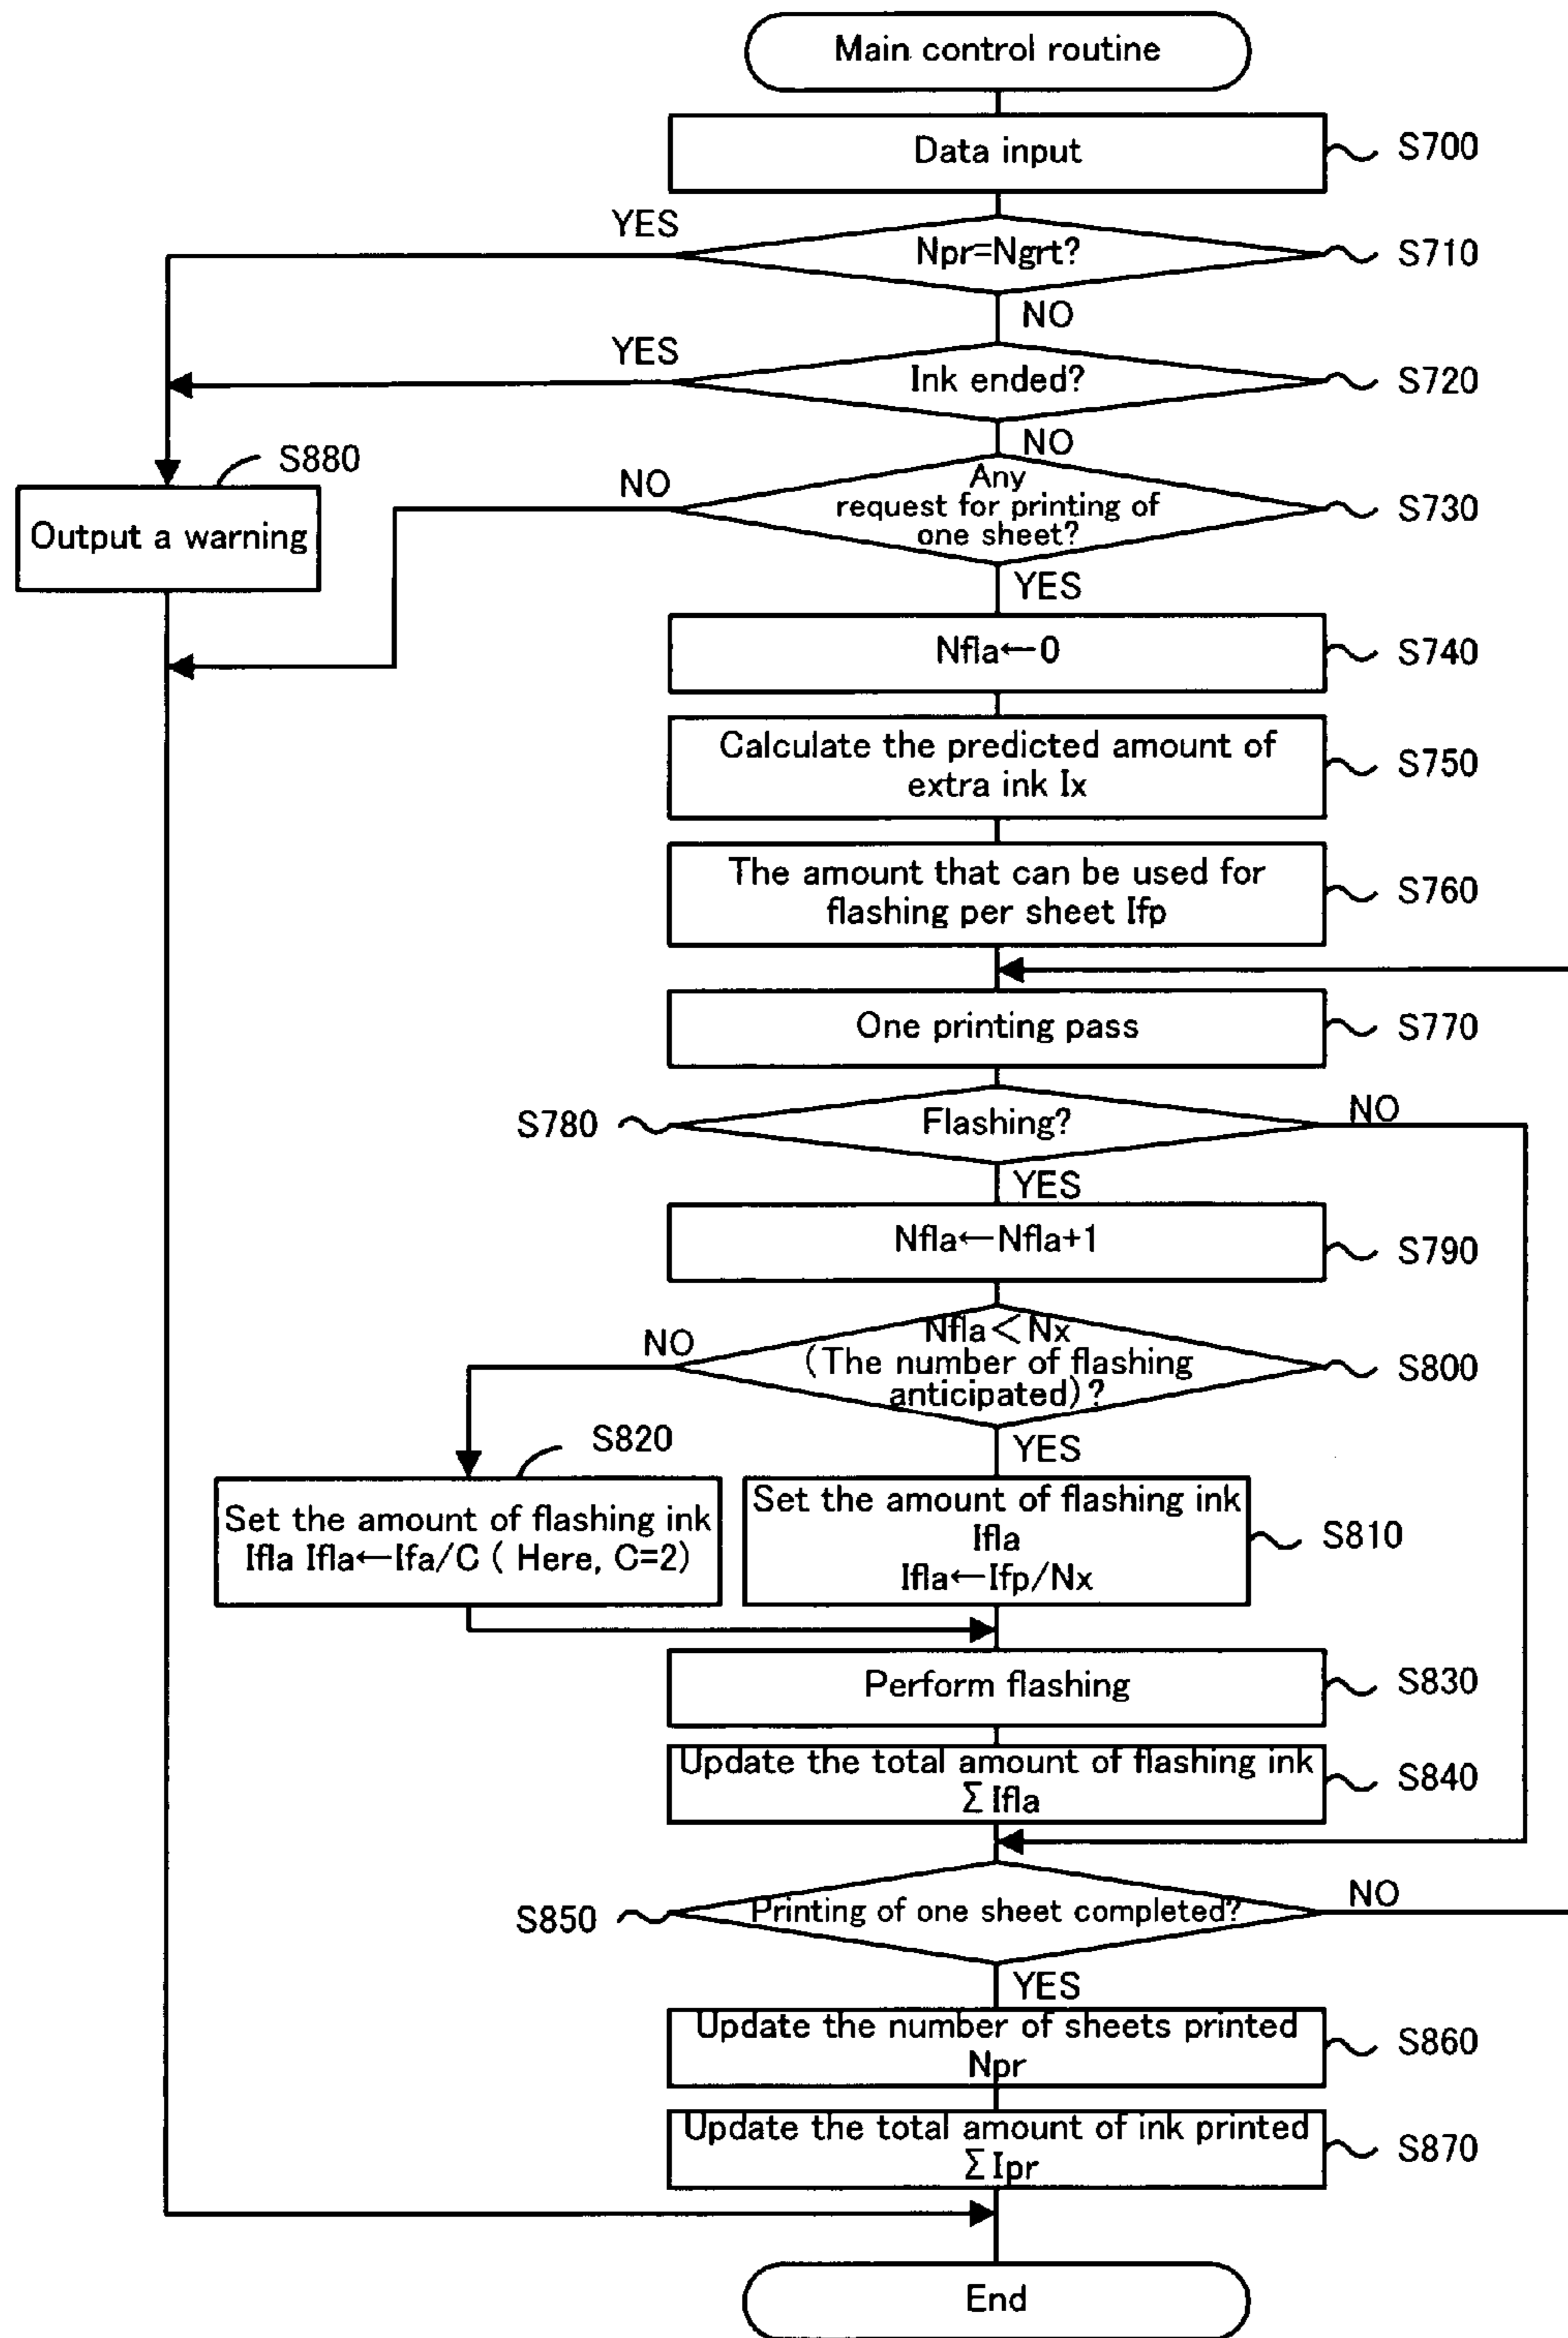 Main control routine
Data input
S700
YES
Npr=Ngrt?
S710
NO
YES
Ink ended?
S720
NO
S880
Output a warning
NO
Any
request for printing of
one sheet?
S730
YES
Nfla←0
S740
Calculate the predicted amount of
extra ink Ix
S750
The amount that can be used for
flashing per sheet Ifp
S760
One printing pass
S770
S780
Flashing?
NO
YES
Nfla←Nfla+1
S790
NO
Nfla<Nx
(The number of flashing
anticipated)?
S800
YES
S820
Set the amount of flashing ink
Ifla Ifla←Ifa/C ( Here, C=2)
Set the amount of flashing ink
Ifla
Ifla←Ifp/Nx
S810
Perform flashing
S830
Update the total amount of flashing ink
Σ Ifla
S840
S850
Printing of one sheet completed?
NO
YES
Update the number of sheets printed
Npr
S860
Update the total amount of ink printed
Σ Ipr
S870
End